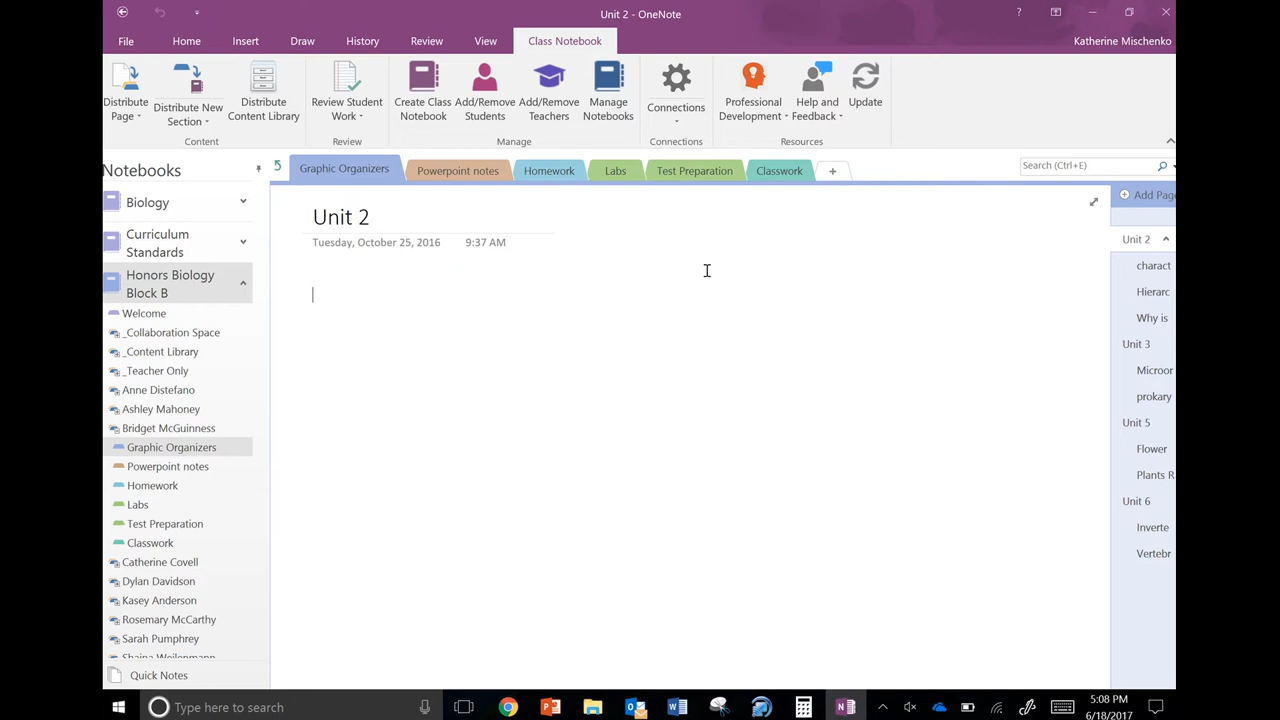 Unit 2 - OneNote
?
File
Home
Insert
Draw
History
Review
View
Class Notebook
Katherine Mischenko
Distribute
Page
Distribute New
Section
Distribute
Content Library
Review Student
Work
Create Class
Notebook
Add/Remove
Students
Add/Remove
Teachers
Manage
Notebooks
Connections
Professional
Development
Help and
Feedback
Update
Content
Review
Manage
Connections
Resources
Notebooks
Graphic Organizers
Powerpoint notes
Homework
Labs
Test Preparation
Classwork
+
Search (Ctrl+E)
Biology
Curriculum
Standards
Honors Biology
Block B
Welcome
_Collaboration Space
_Content Library
_Teacher Only
Anne Distefano
Ashley Mahoney
Bridget McGuinness
Graphic Organizers
Powerpoint notes
Homework
Labs
Test Preparation
Classwork
Catherine Covell
Dylan Davidson
Kasey Anderson
Rosemary McCarthy
Sarah Pumphrey
Quick Notes
Unit 2
Tuesday, October 25, 2016 9:37 AM
Add Pag
Unit 2
charact
Hierarc
Why is
Unit 3
Microor
prokary
Unit 5
Flower
Plants R
Unit 6
Inverte
Vertebr
Type here to search
5:08 PM
6/18/2017